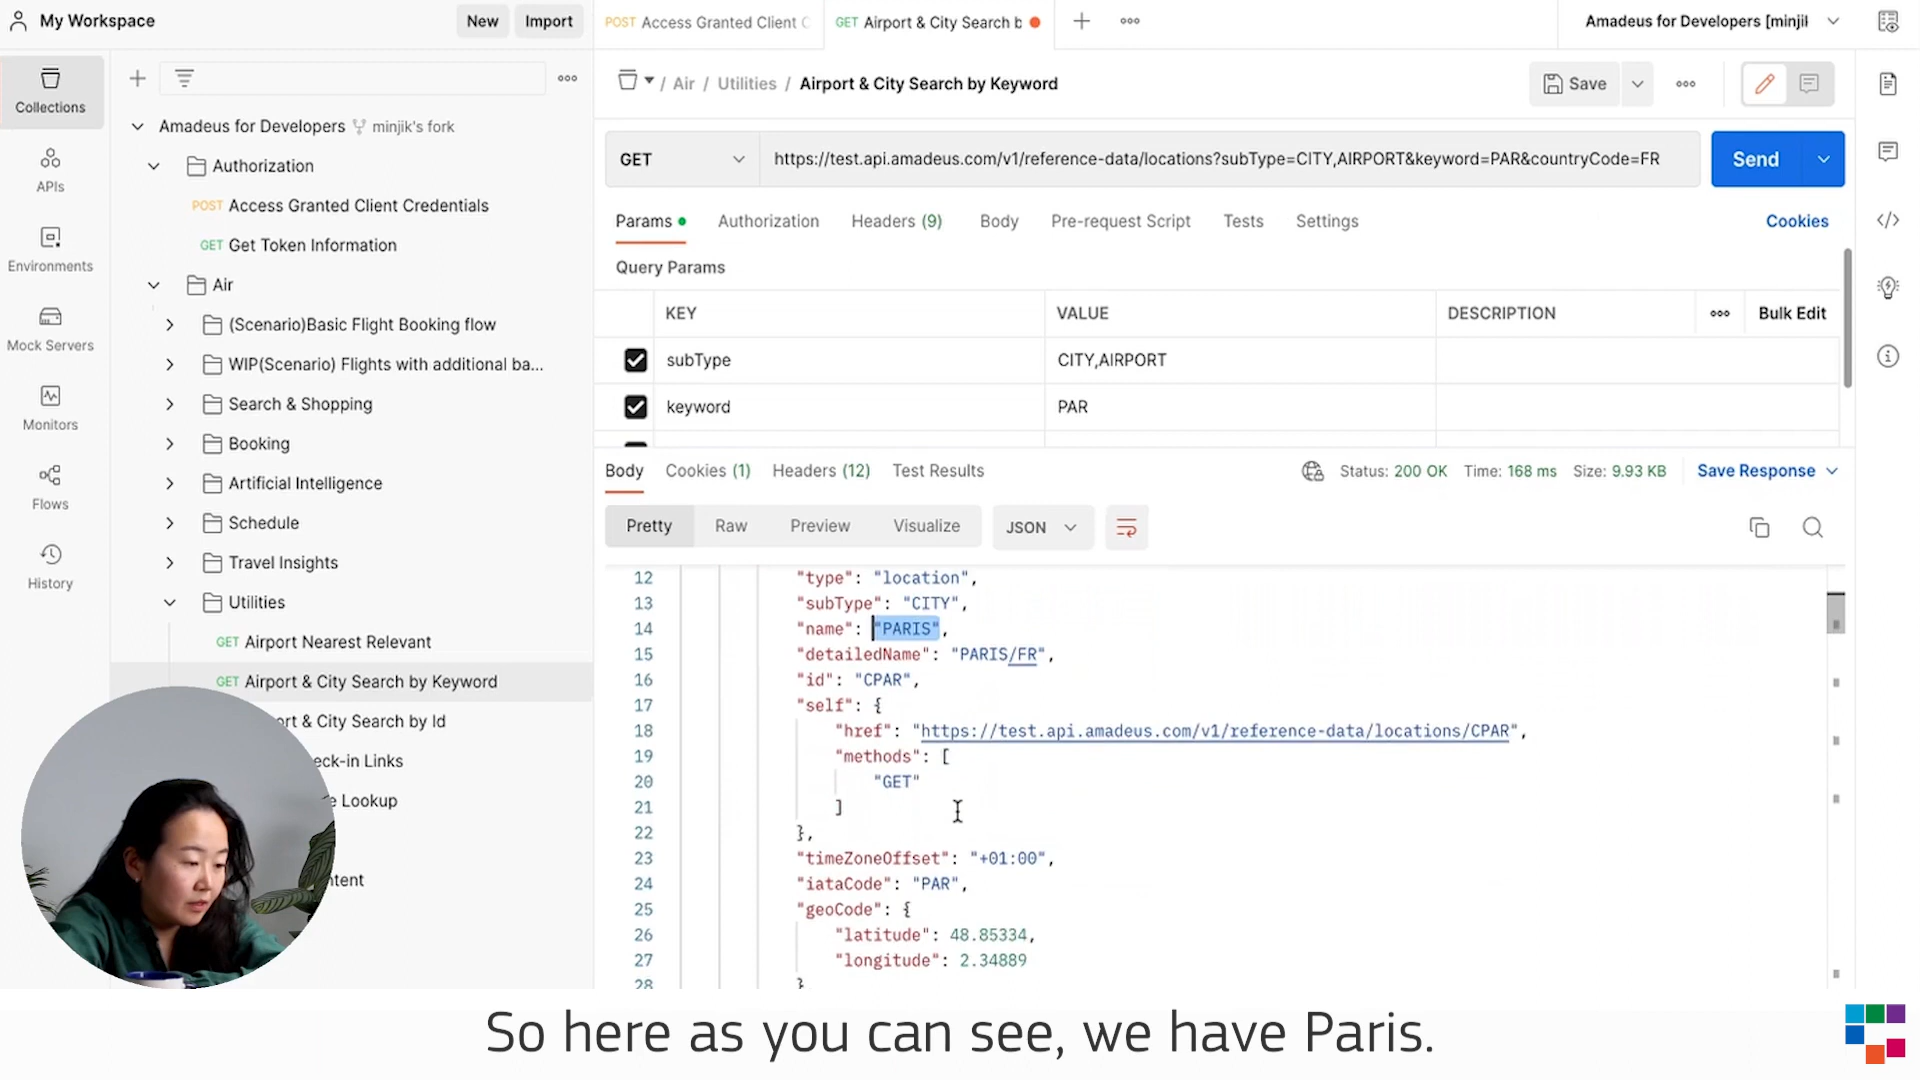 My Workspace
New
Import
POST Access Granted Client C
GET Airport & City Search b
Amadeus for Developers [minjil
Collections
APIs
Environments
Mock Servers
Monitors
Flows
History
Amadeus for Developers minjik's fork
Authorization
POST Access Granted Client Credentials
GET Get Token Information
Air
(Scenario)Basic Flight Booking flow
WIP(Scenario) Flights with additional ba...
Search & Shopping
Booking
Artificial Intelligence
Schedule
Travel Insights
Utilities
GET Airport Nearest Relevant
GET Airport & City Search by Keyword
rt & City Search by Id
eck-in Links
e Lookup
ntent
/ Air / Utilities / Airport & City Search by Keyword
Save
GET
https://test.api.amadeus.com/v1/reference-data/locations?subType=CITY,AIRPORT&keyword=PAR&countryCode=FR
Send
Params Authorization Headers (9) Body Pre-request Script Tests Settings
Cookies
Query Params
KEY VALUE DESCRIPTION Bulk Edit
subType CITY,AIRPORT
keyword PAR
Body Cookies (1) Headers (12) Test Results
Status: 200 OK Time: 168 ms Size: 9.93 KB Save Response
Pretty Raw Preview Visualize JSON
12 "type": "location",
13 "subType": "CITY",
14 "name": "PARIS",
15 "detailedName": "PARIS/FR",
16 "id": "CPAR",
17 "self": {
18 "href": "https://test.api.amadeus.com/v1/reference-data/locations/CPAR",
19 "methods": [
20 "GET"
21 ]
22 },
23 "timeZoneOffset": "+01:00",
24 "iataCode": "PAR",
25 "geoCode": {
26 "latitude": 48.85334,
27 "longitude": 2.34889
28 }
So here as you can see, we have Paris.